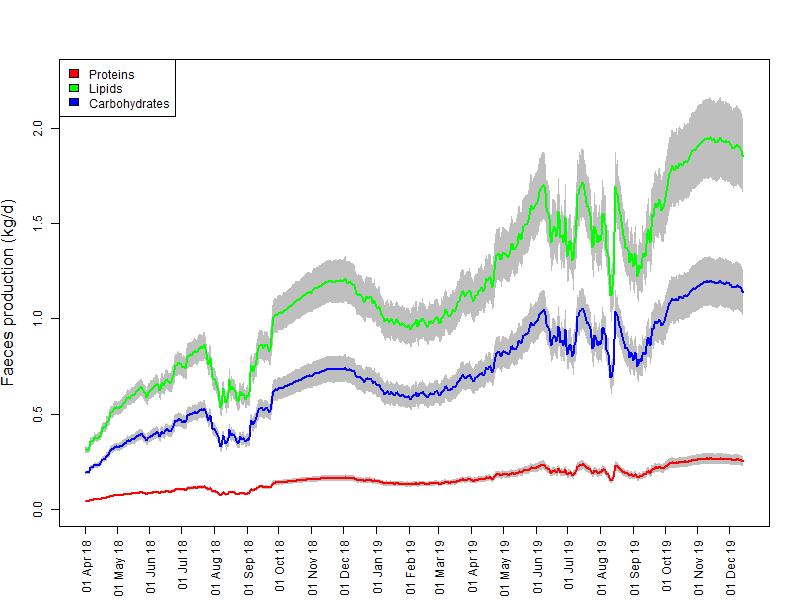 Proteins
Lipids
Carbohydrates
Faeces production (kg/d)
2.0
1.5
1.0
0.5
0.0
01 Apr 18
01 May 18
01 Jun 18
01 Jul 18
01 Aug 18
01 Sep 18
01 Oct 18
01 Nov 18
01 Dec 18
01 Jan 19
01 Feb 19
01 Mar 19
01 Apr 19
01 May 19
01 Jun 19
01 Jul 19
01 Aug 19
01 Sep 19
01 Oct 19
01 Nov 19
01 Dec 19